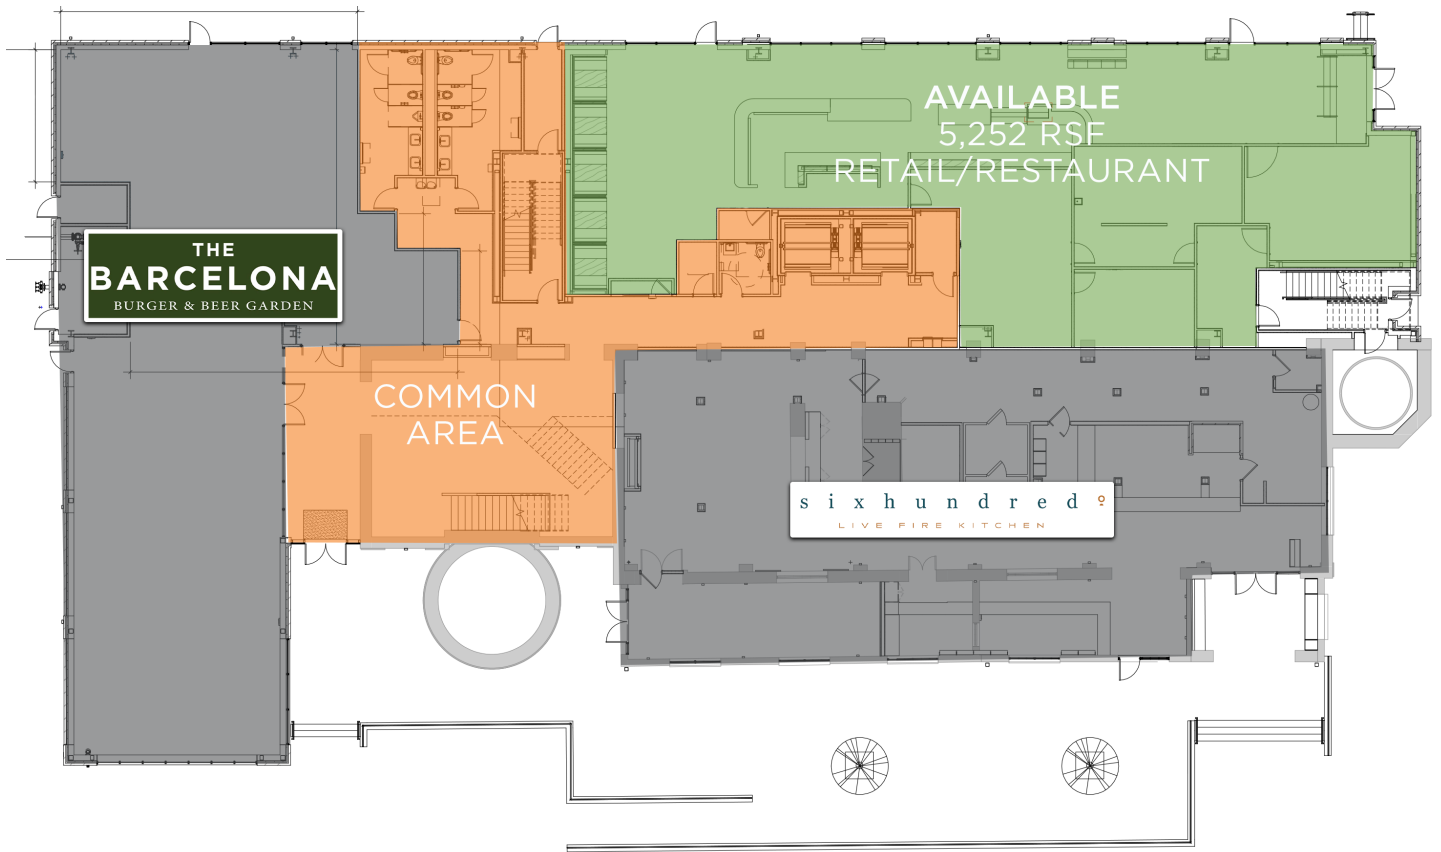 AVAILABLE
5,252 RSF
RETAIL/RESTAURANT
THE
BARCELONA
BURGER & BEER GARDEN
COMMON
AREA
sixhundred
LIVE FIRE KITCHEN